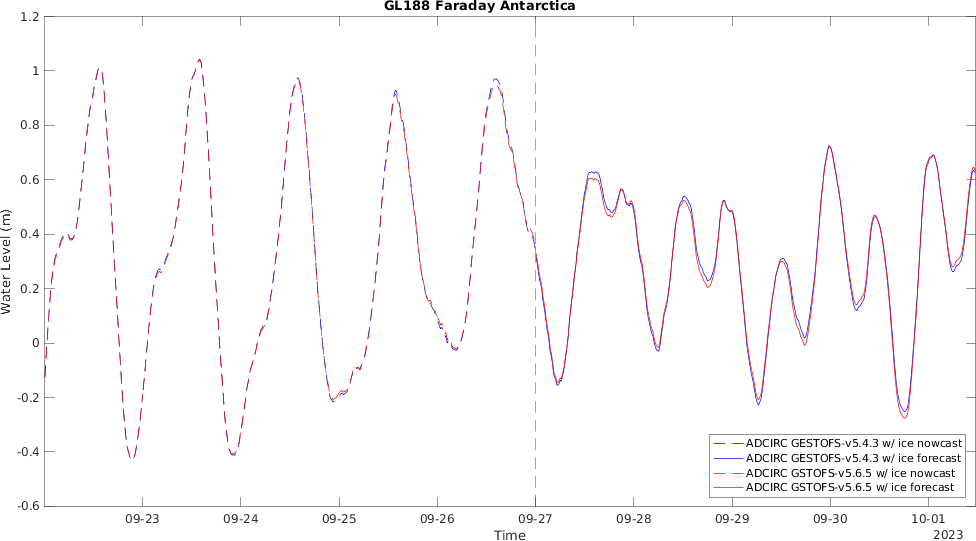 GL188 Faraday Antarctica
1.2
1
0.8
0.6
0.4
0.2
0
-0.2
-0.4
-0.6
Water Level (m)
ADCIRC GESTOFS-v5.4.3 w/ ice nowcast
ADCIRC GESTOFS-v5.4.3 w/ ice forecast
ADCIRC GSTOFS-v5.6.5 w/ ice nowcast
ADCIRC GSTOFS-v5.6.5 w/ ice forecast
09-23 09-24 09-25 09-26 09-27 09-28 09-29 09-30 10-01
Time
2023